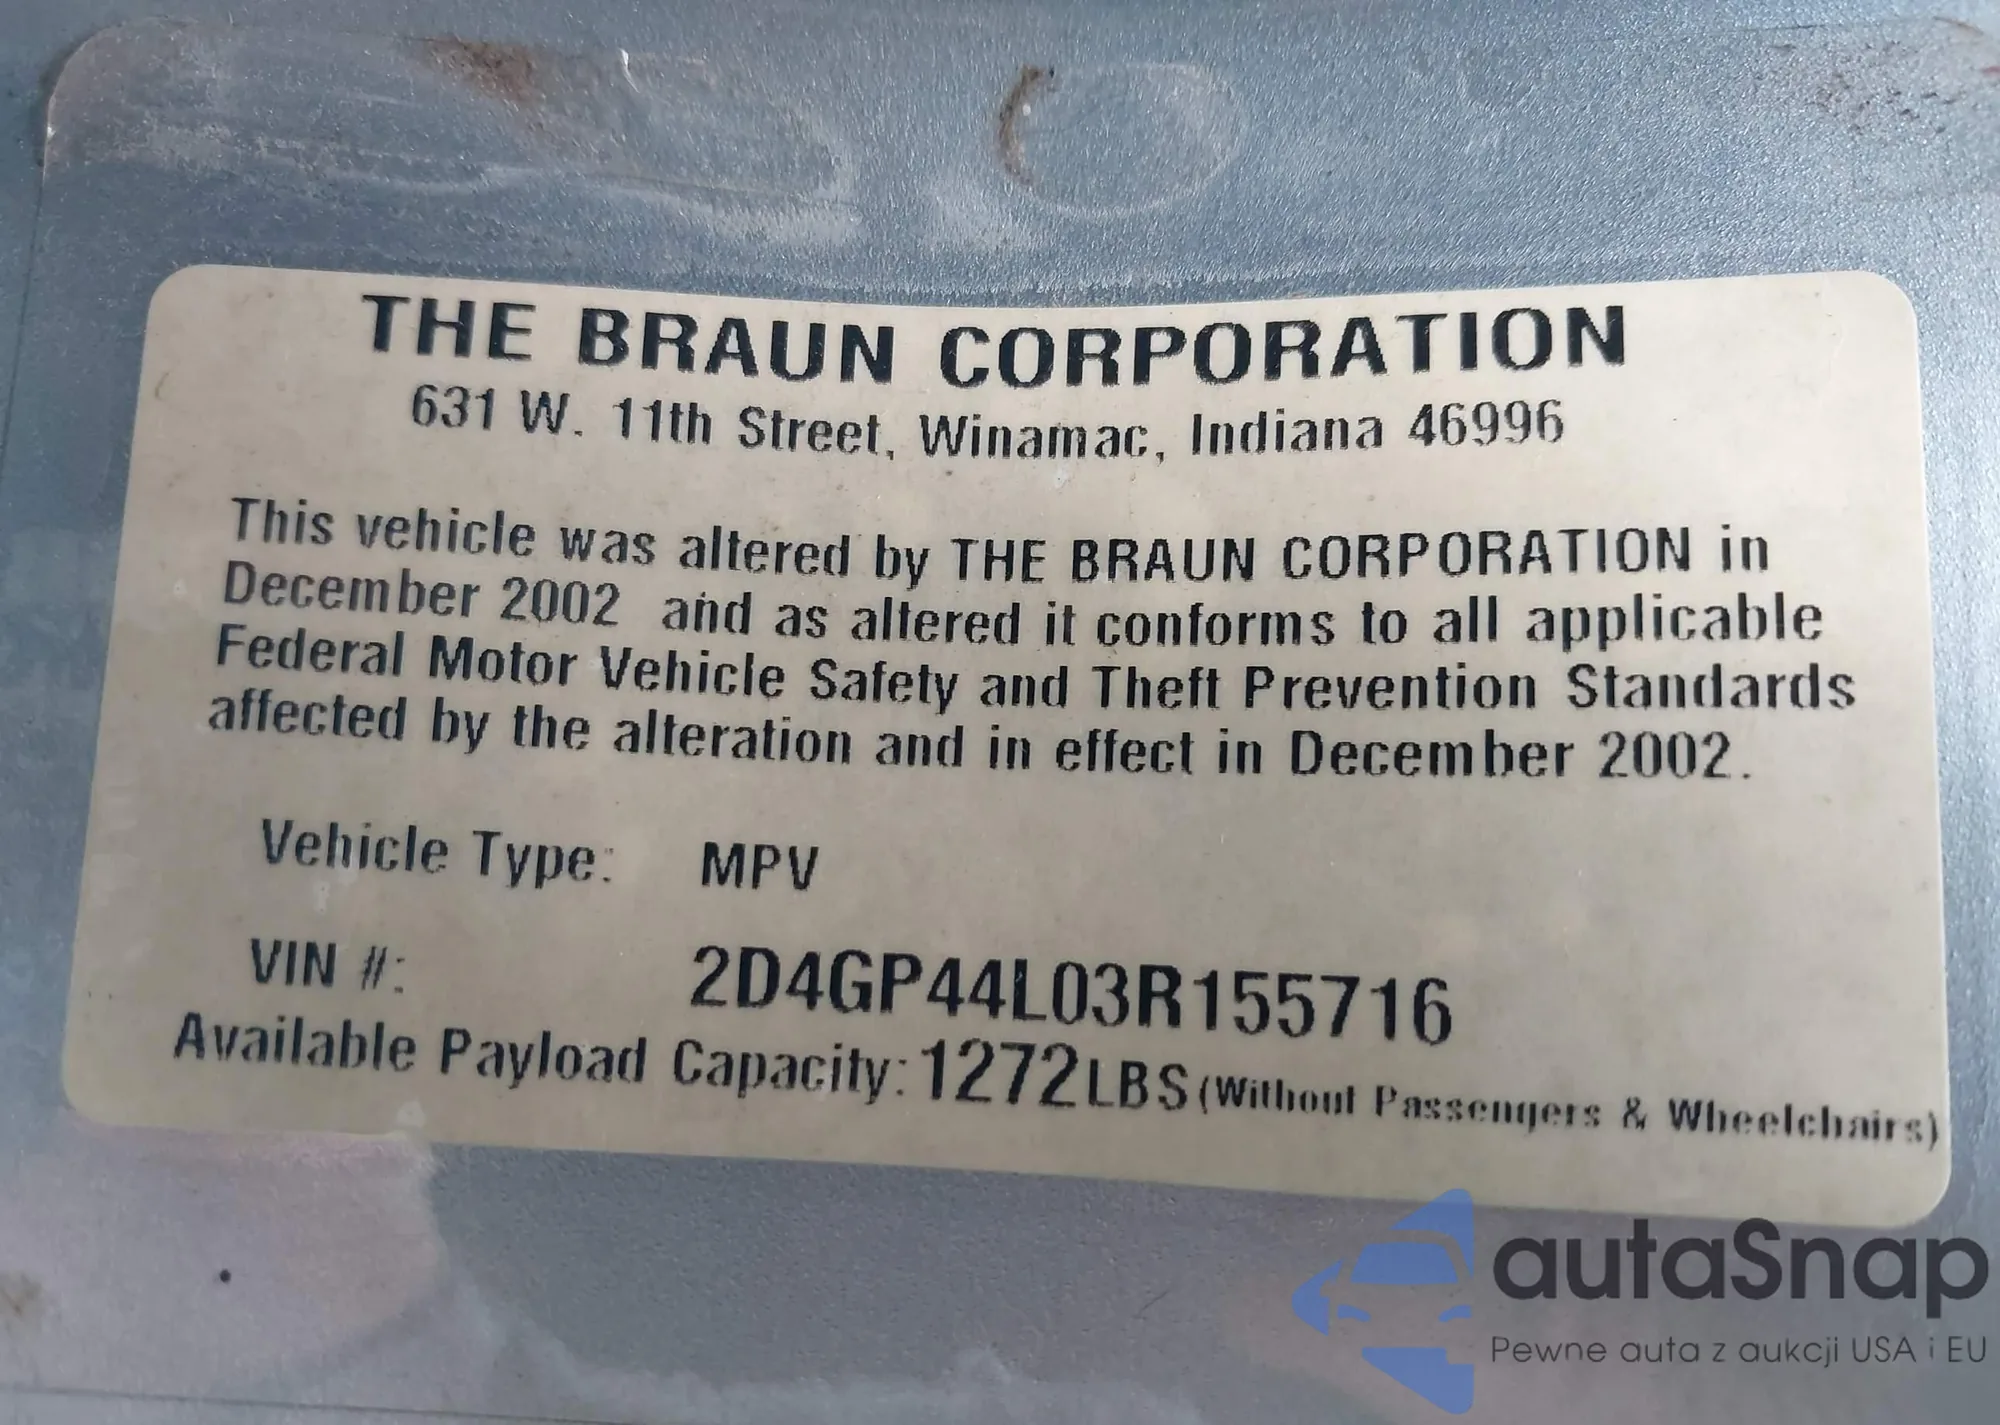 THE BRAUN CORPORATION
631 W. 11th Street, Winamac, Indiana 46996
This vehicle was altered by THE BRAUN CORPORATION in
December 2002 and as altered it conforms to all applicable
Federal Motor Vehicle Safety and Theft Prevention Standards
affected by the alteration and in effect in December 2002.
Vehicle Type: MPV
VIN #: 2D4GP44L03R155716
Available Payload Capacity: 1272LBS (Without Passengers & Wheelchairs)
autaSnap
Pewne auta z aukcji USA i EU